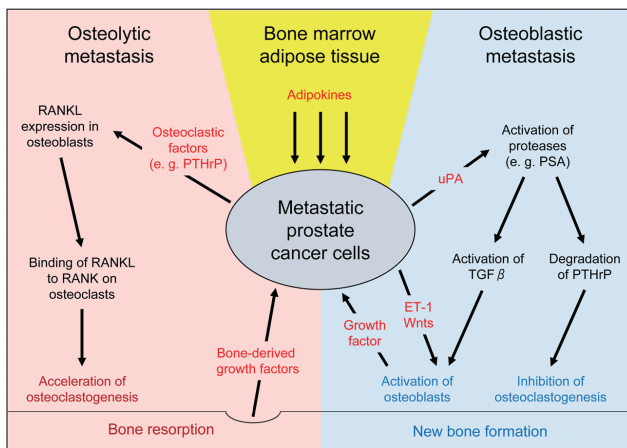 Osteolytic
metastasis
Bone marrow
adipose tissue
Osteoblastic
metastasis
Adipokines
RANKL
expression in
osteoblasts
Osteoclastic
factors
(e. g. PTHrP)
Activation of
proteases
(e. g. PSA)
uPA
Metastatic
prostate
cancer cells
Binding of RANKL
to RANK on
osteoclasts
Activation of
TGF β
Degradation
of PTHrP
ET-1
Wnts
Growth
factor
Bone-derived
growth factors
Acceleration of
osteoclastogenesis
Activation of
osteoblasts
Inhibition of
osteoclastogenesis
Bone resorption
New bone formation